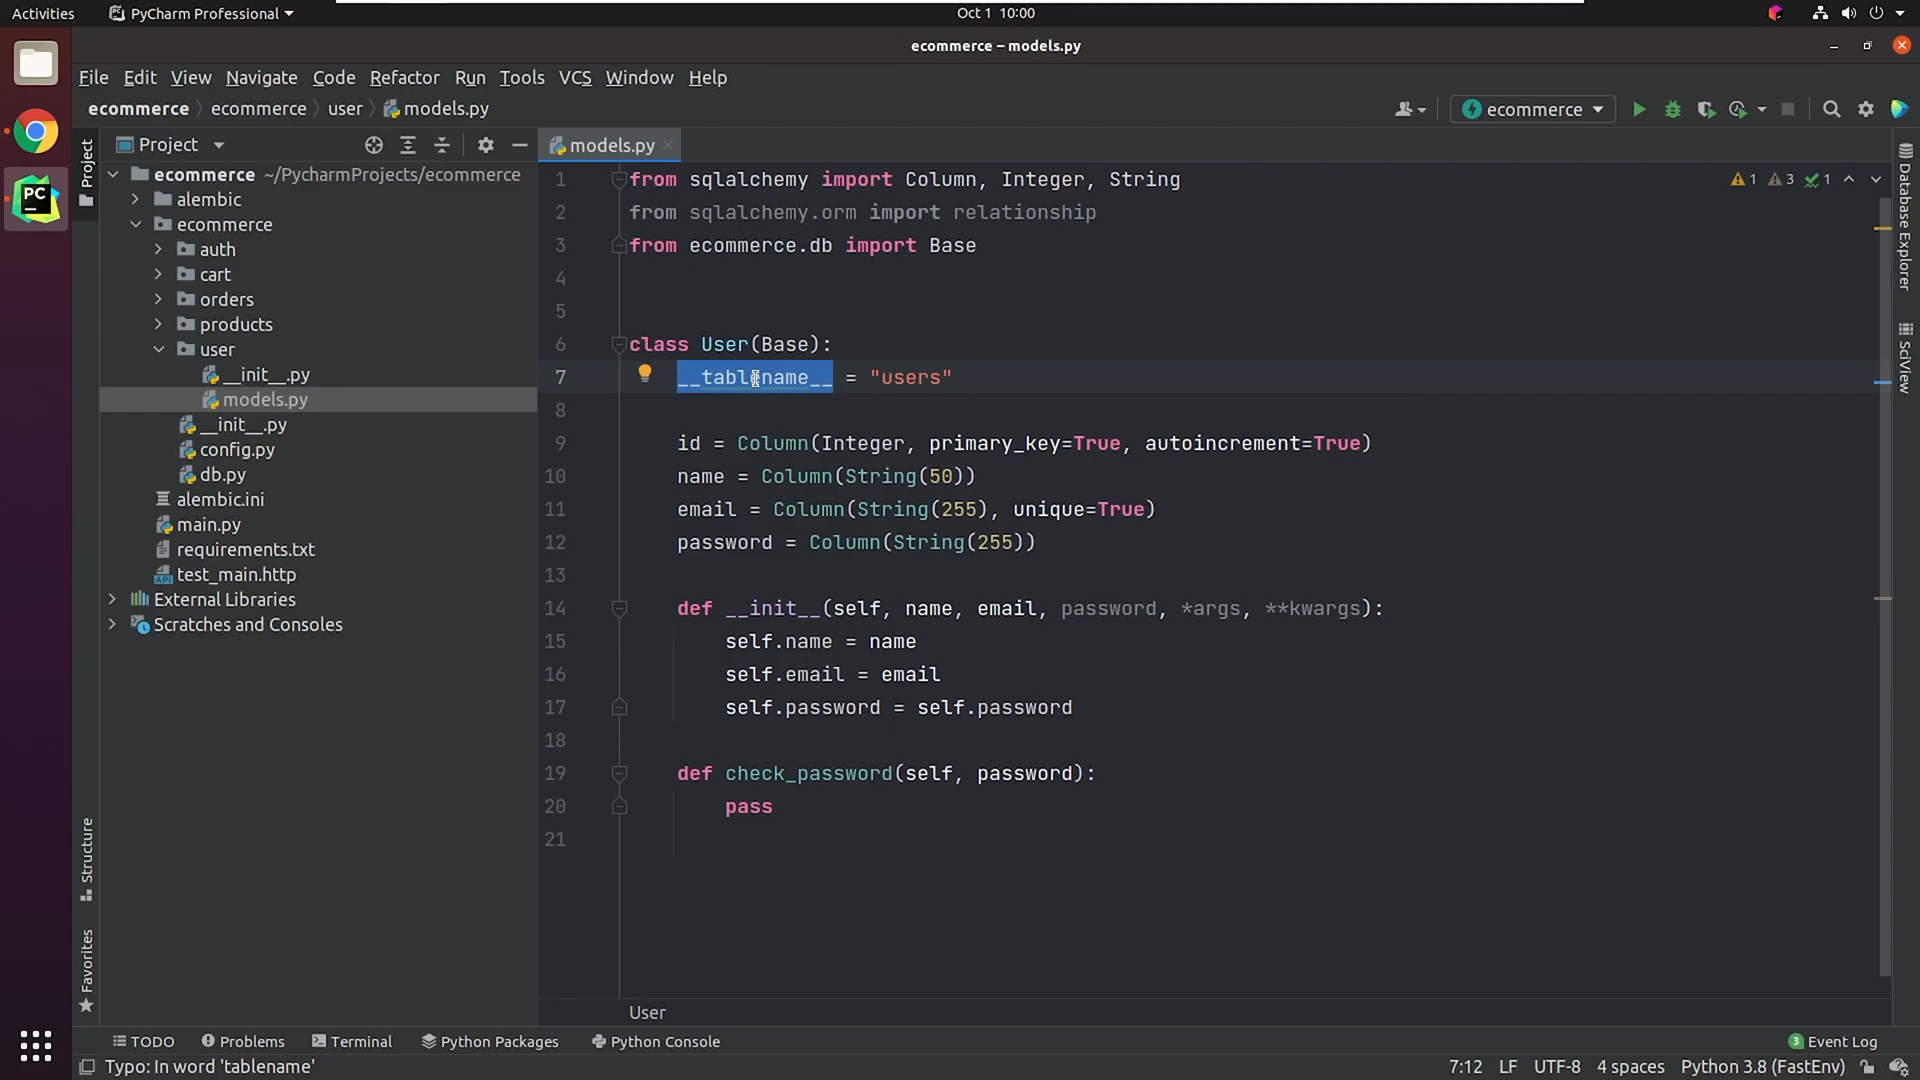 Activities
PyCharm Professional
Oct 1 10:00
ecommerce – models.py
File Edit View Navigate Code Refactor Run Tools VCS Window Help
ecommerce ecommerce user models.py
ecommerce
Project
models.py
Project
ecommerce ~/PycharmProjects/ecommerce
alembic
ecommerce
auth
cart
orders
products
user
__init__.py
models.py
__init__.py
config.py
db.py
alembic.ini
main.py
requirements.txt
test_main.http
External Libraries
Scratches and Consoles
1 from sqlalchemy import Column, Integer, String
2 from sqlalchemy.orm import relationship
3 from ecommerce.db import Base
4
5
6 class User(Base):
7 __tablename__ = "users"
8
9 id = Column(Integer, primary_key=True, autoincrement=True)
10 name = Column(String(50))
11 email = Column(String(255), unique=True)
12 password = Column(String(255))
13
14 def __init__(self, name, email, password, *args, **kwargs):
15 self.name = name
16 self.email = email
17 self.password = self.password
18
19 def check_password(self, password):
20 pass
21
1 3 1
Database Explorer
SciView
Structure
Favorites
User
TODO Problems Terminal Python Packages Python Console
3 Event Log
Typo: In word 'tablename'
7:12 LF UTF-8 4 spaces Python 3.8 (FastEnv)
PC
API